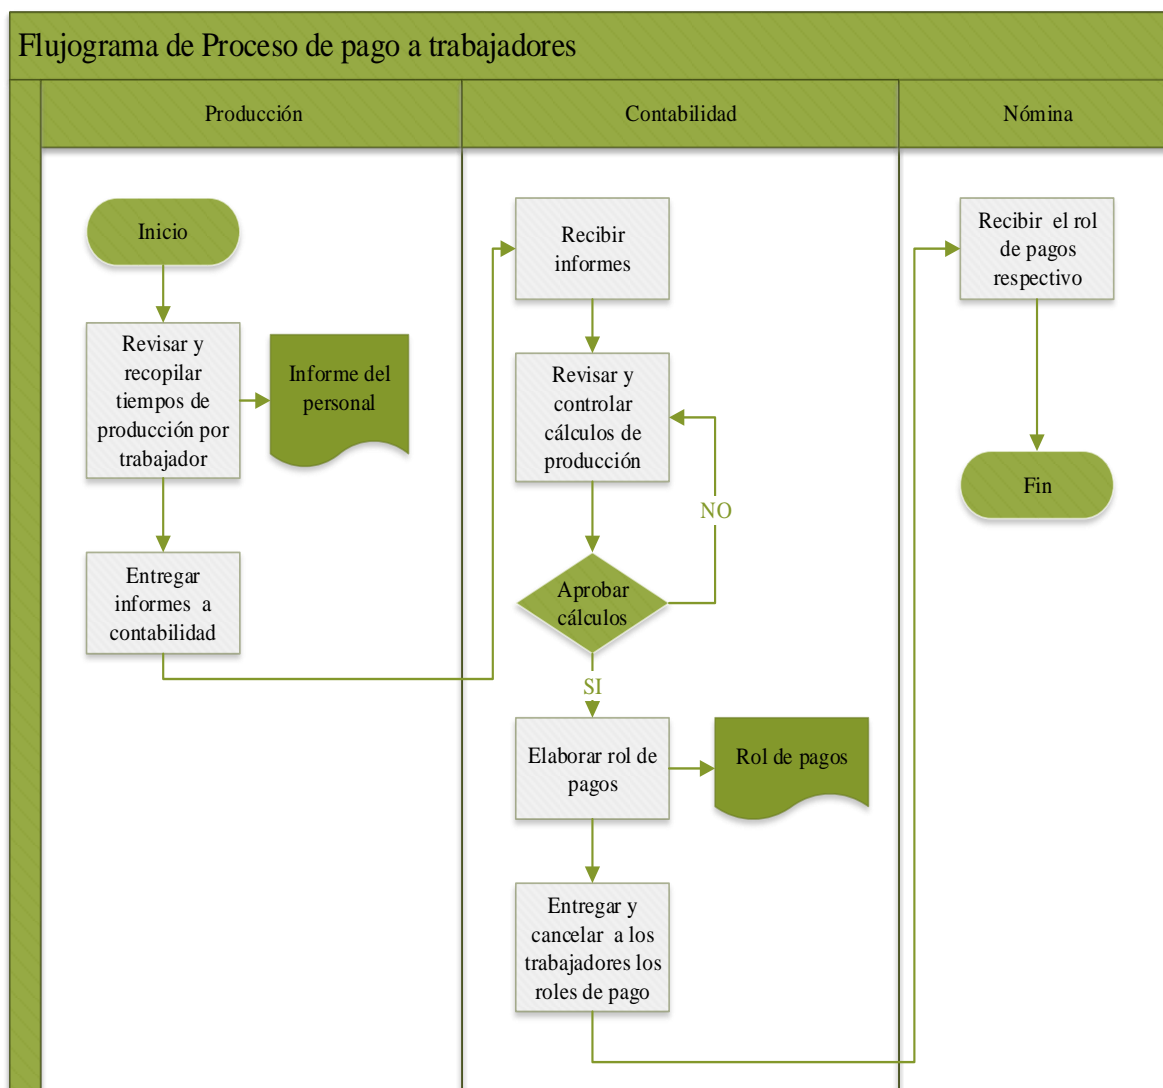 Flujograma de Proceso de pago a trabajadores
Producción
Contabilidad
Nómina
Inicio
Revisar y
recopilar
tiempos de
producción por
trabajador
Informe del
personal
Entregar
informes a
contabilidad
Recibir
informes
Revisar y
controlar
cálculos de
producción
NO
Aprobar
cálculos
SI
Elaborar rol de
pagos
Rol de pagos
Entregar y
cancelar a los
trabajadores los
roles de pago
Recibir el rol
de pagos
respectivo
Fin